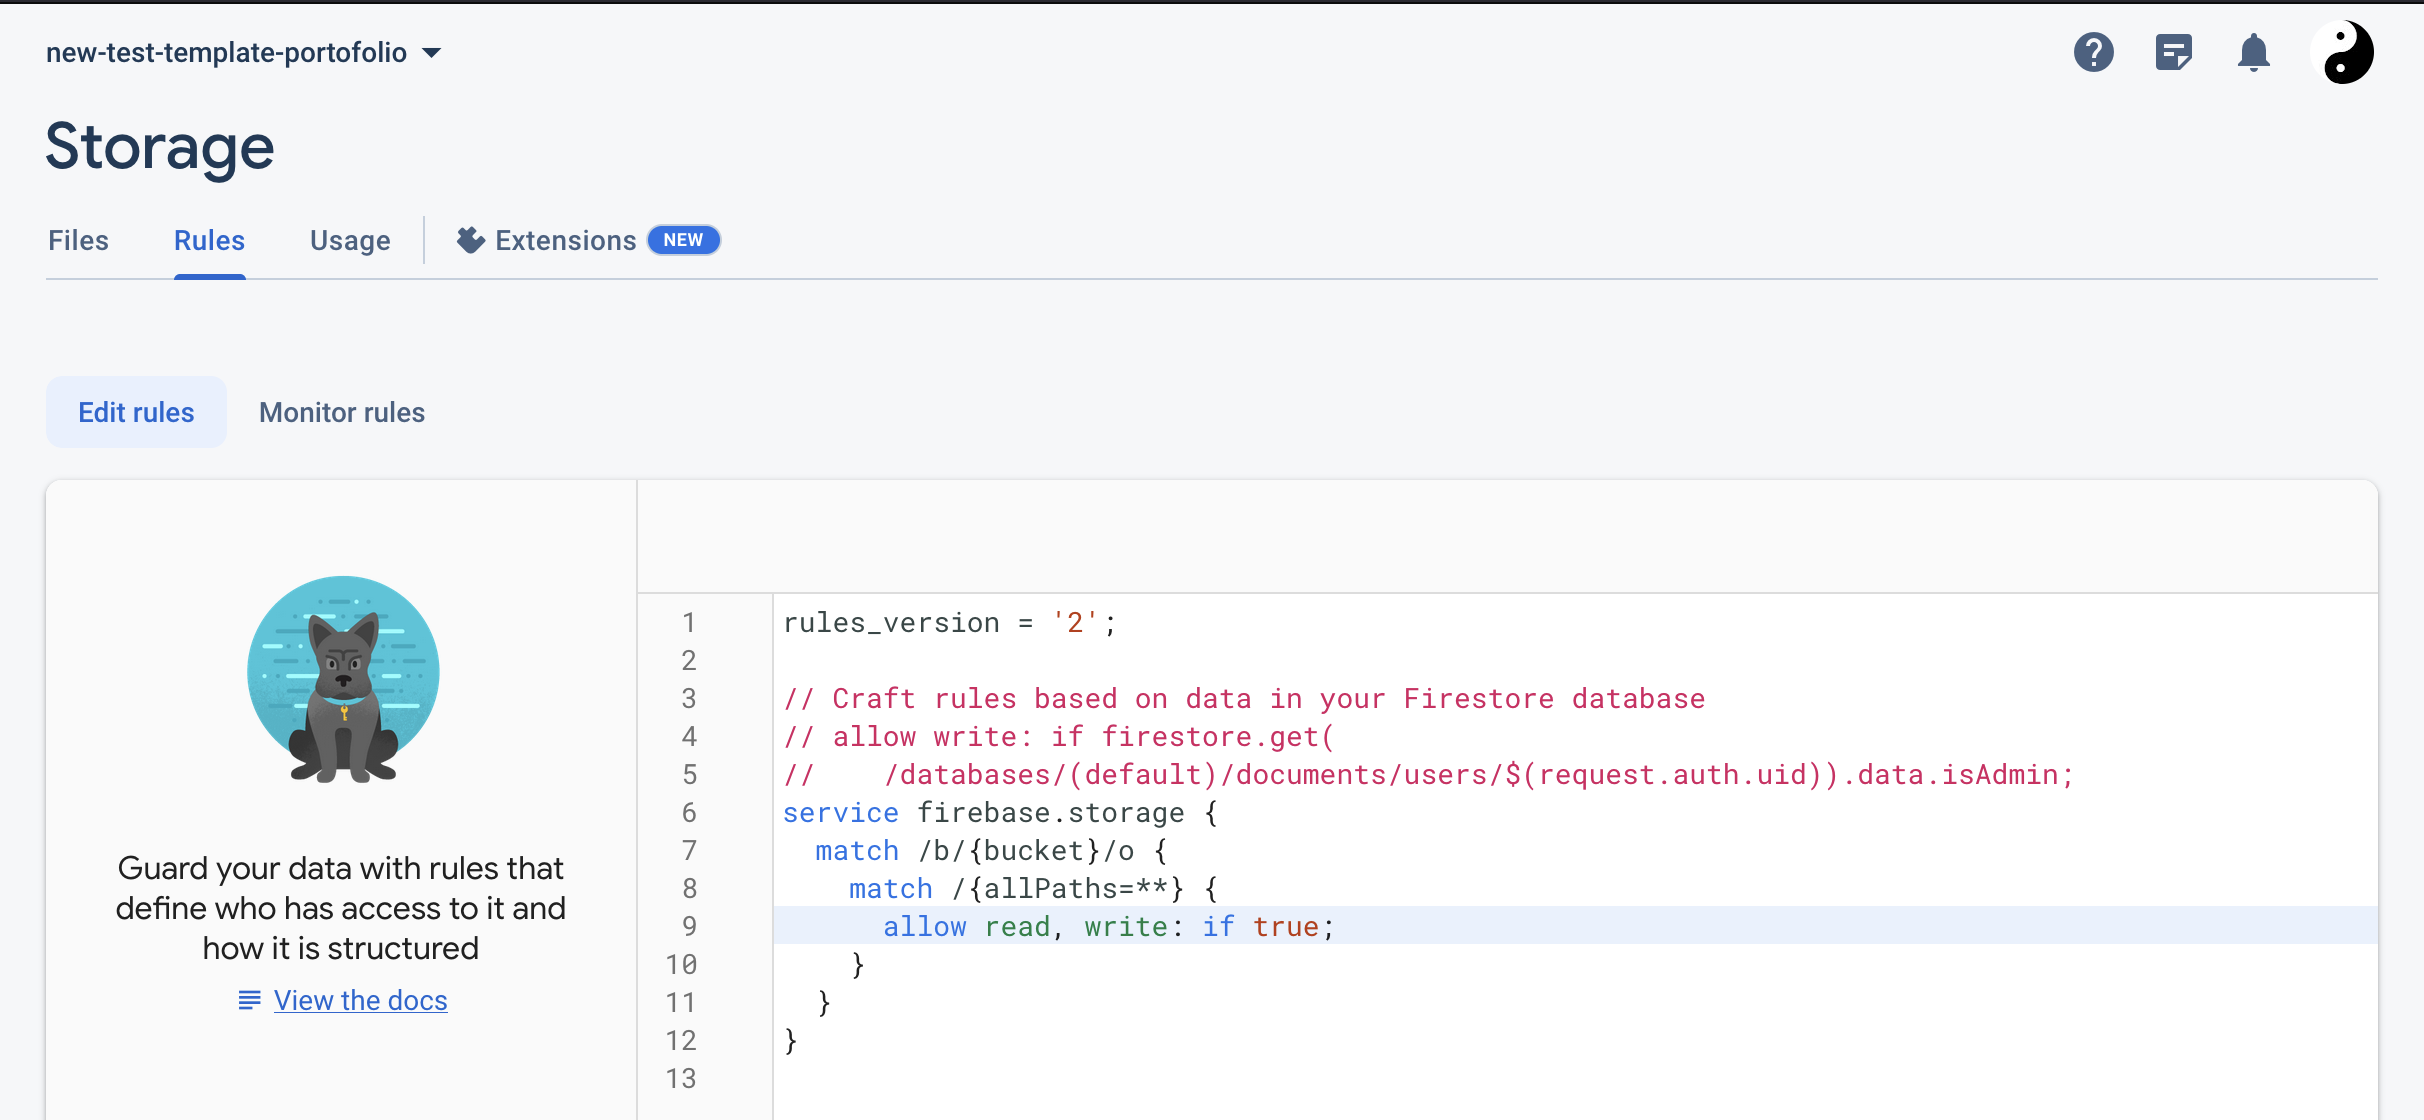 new-test-template-portofolio
Storage
Files Rules Usage Extensions NEW
Edit rules Monitor rules
Guard your data with rules that
define who has access to it and
how it is structured
View the docs
1 rules_version = '2';
2
3 // Craft rules based on data in your Firestore database
4 // allow write: if firestore.get(
5 //    /databases/(default)/documents/users/$(request.auth.uid)).data.isAdmin;
6 service firebase.storage {
7   match /b/{bucket}/o {
8     match /{allPaths=**} {
9       allow read, write: if true;
10     }
11   }
12 }
13